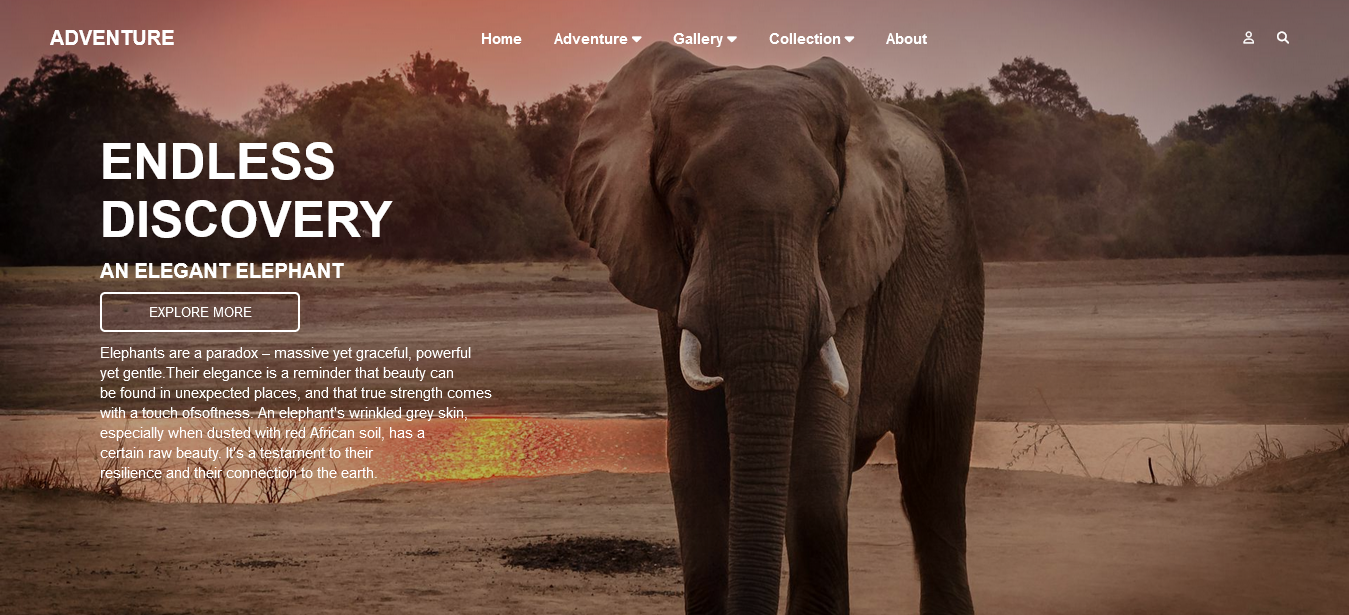 ADVENTURE
Home Adventure Gallery Collection About
ENDLESS
DISCOVERY
AN ELEGANT ELEPHANT
EXPLORE MORE
Elephants are a paradox – massive yet graceful, powerful
yet gentle.Their elegance is a reminder that beauty can
be found in unexpected places, and that true strength comes
with a touch ofsoftness. An elephant's wrinkled grey skin,
especially when dusted with red African soil, has a
certain raw beauty. It's a testament to their
resilience and their connection to the earth.